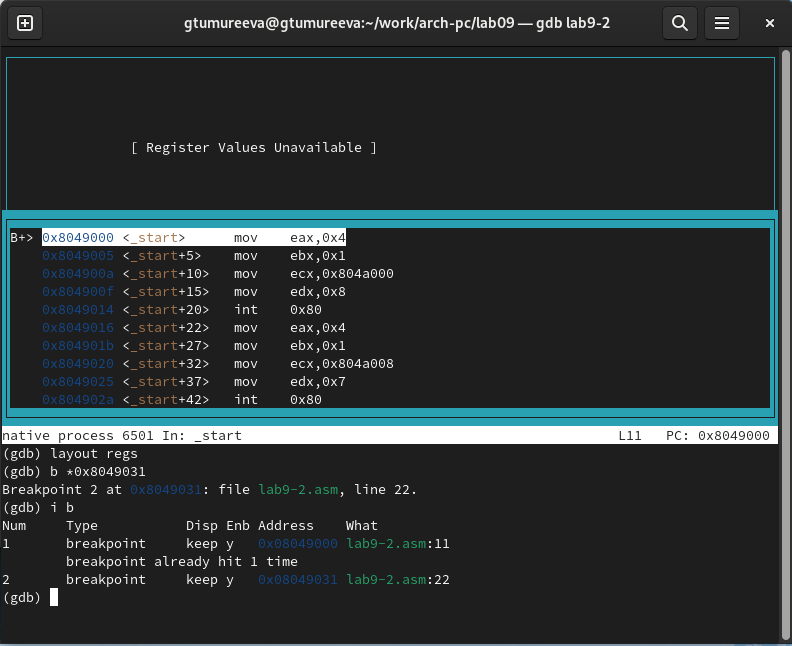 gtumureeva@gtumureeva:~/work/arch-pc/lab09 — gdb lab9-2
[ Register Values Unavailable ]
B+> 0x8049000 <_start>      mov    eax,0x4
0x8049005 <_start+5>    mov    ebx,0x1
0x804900a <_start+10>   mov    ecx,0x804a000
0x804900f <_start+15>   mov    edx,0x8
0x8049014 <_start+20>   int    0x80
0x8049016 <_start+22>   mov    eax,0x4
0x804901b <_start+27>   mov    ebx,0x1
0x8049020 <_start+32>   mov    ecx,0x804a008
0x8049025 <_start+37>   mov    edx,0x7
0x804902a <_start+42>   int    0x80
native process 6501 In: _start                                               L11   PC: 0x8049000
(gdb) layout regs
(gdb) b *0x8049031
Breakpoint 2 at 0x8049031: file lab9-2.asm, line 22.
(gdb) i b
Num     Type           Disp Enb Address    What
1       breakpoint     keep y   0x08049000 lab9-2.asm:11
breakpoint already hit 1 time
2       breakpoint     keep y   0x08049031 lab9-2.asm:22
(gdb)